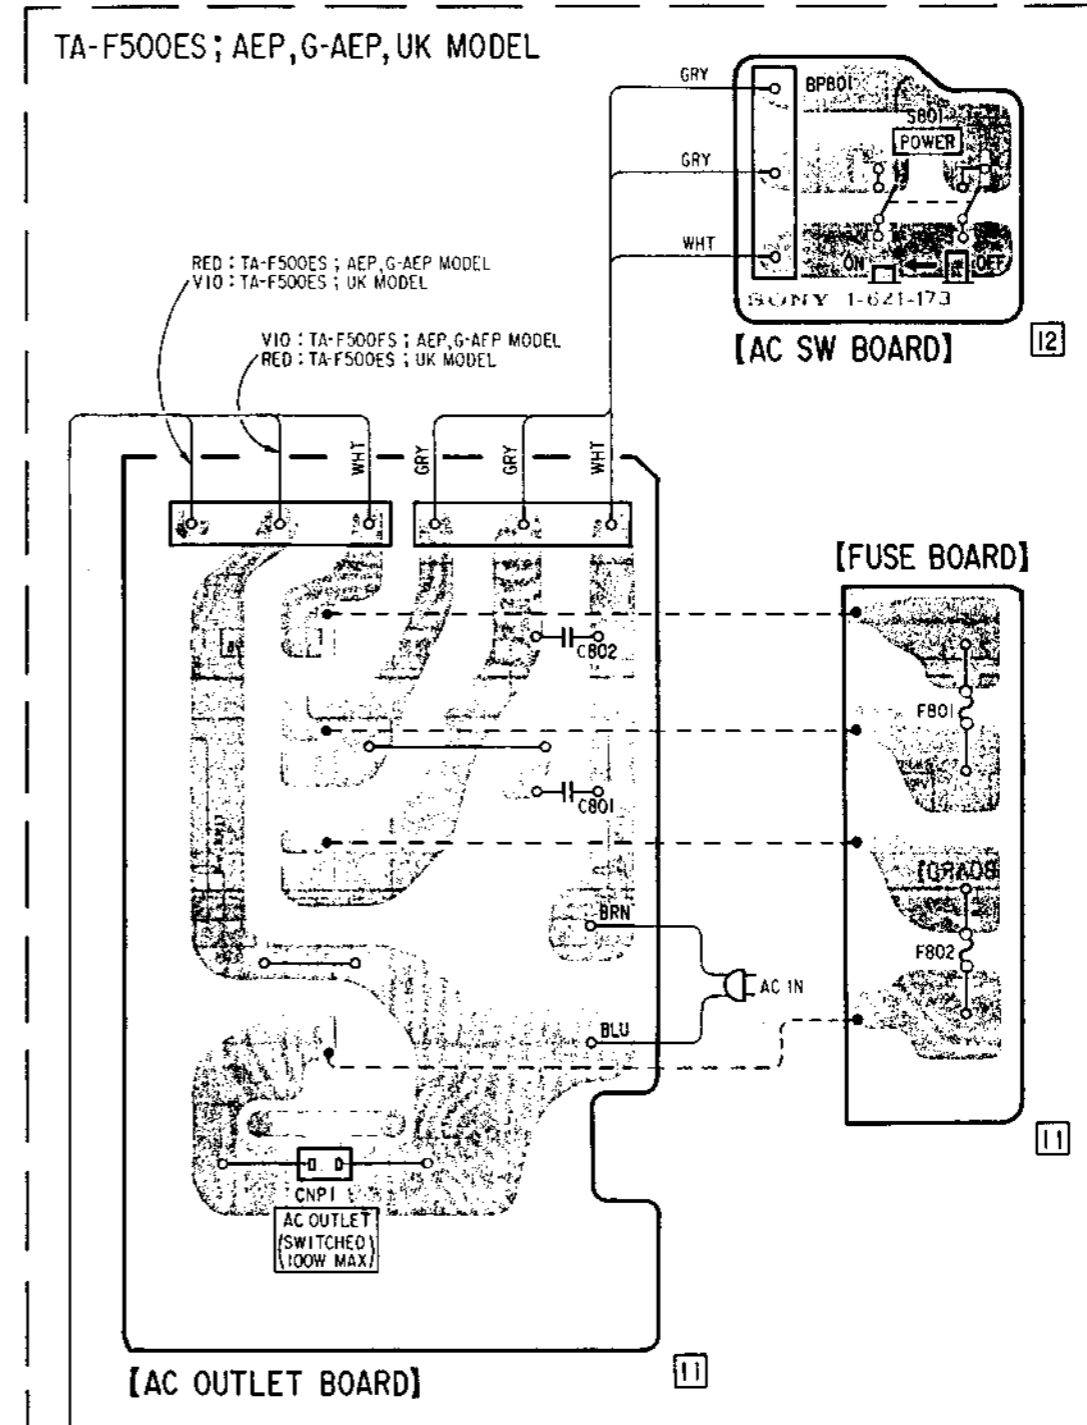 TA-F500ES; AEP,G-AEP,UK MODEL
GRY
BP801
S801
POWER
GRY
WHT
ON
OFF
SONY 1-621-173
[AC SW BOARD]
12
RED : TA-F500ES ; AEP,G-AEP MODEL
VIO : TA-F500ES ; UK MODEL
VIO : TA-F500ES ; AEP,G-AEP MODEL
RED : TA-F500ES ; UK MODEL
WHT
GRY
GRY
WHT
[FUSE BOARD]
C802
F801
C801
BOARD]
BRN
F802
AC IN
BLU
11
CNP1
AC OUTLET
(SWITCHED
100W MAX)
[AC OUTLET BOARD]
11